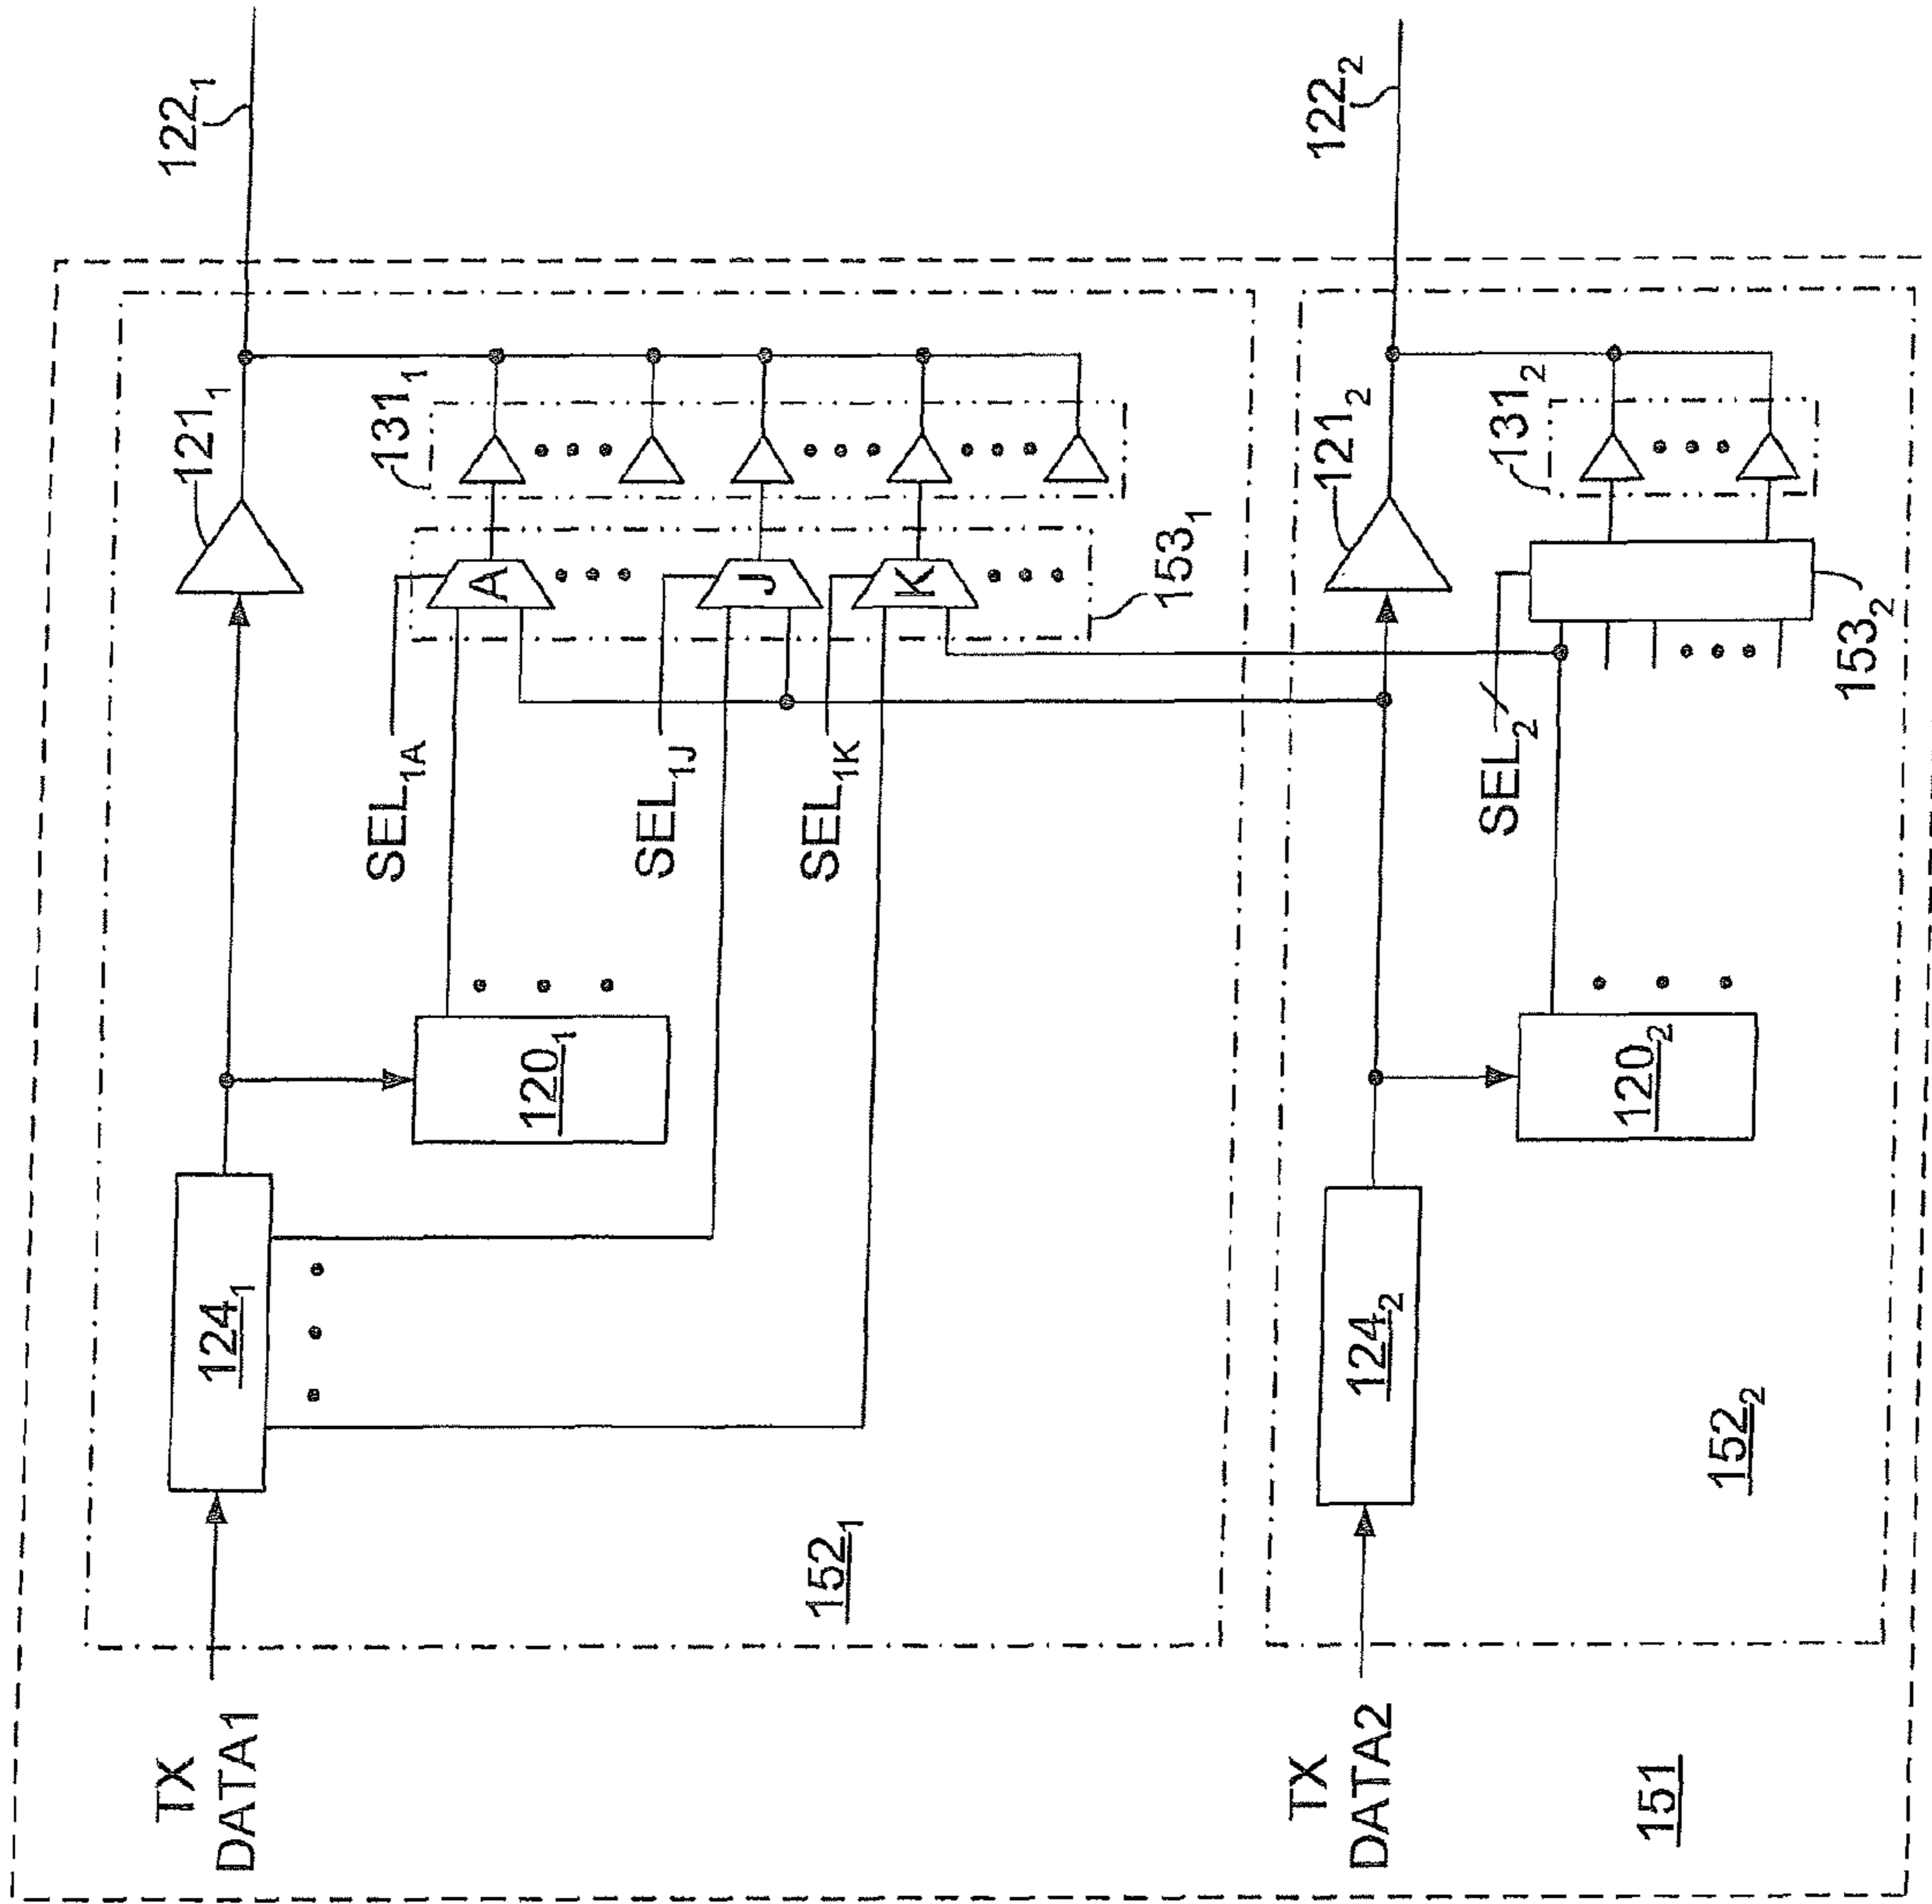 TX
DATA1
124₁
120₁
121₁
122₁
131₁
SEL₁A
SEL₁J
SEL₁K
A
J
K
153₁
152₁
TX
DATA2
124₂
120₂
121₂
122₂
131₂
SEL₂
153₂
152₂
151